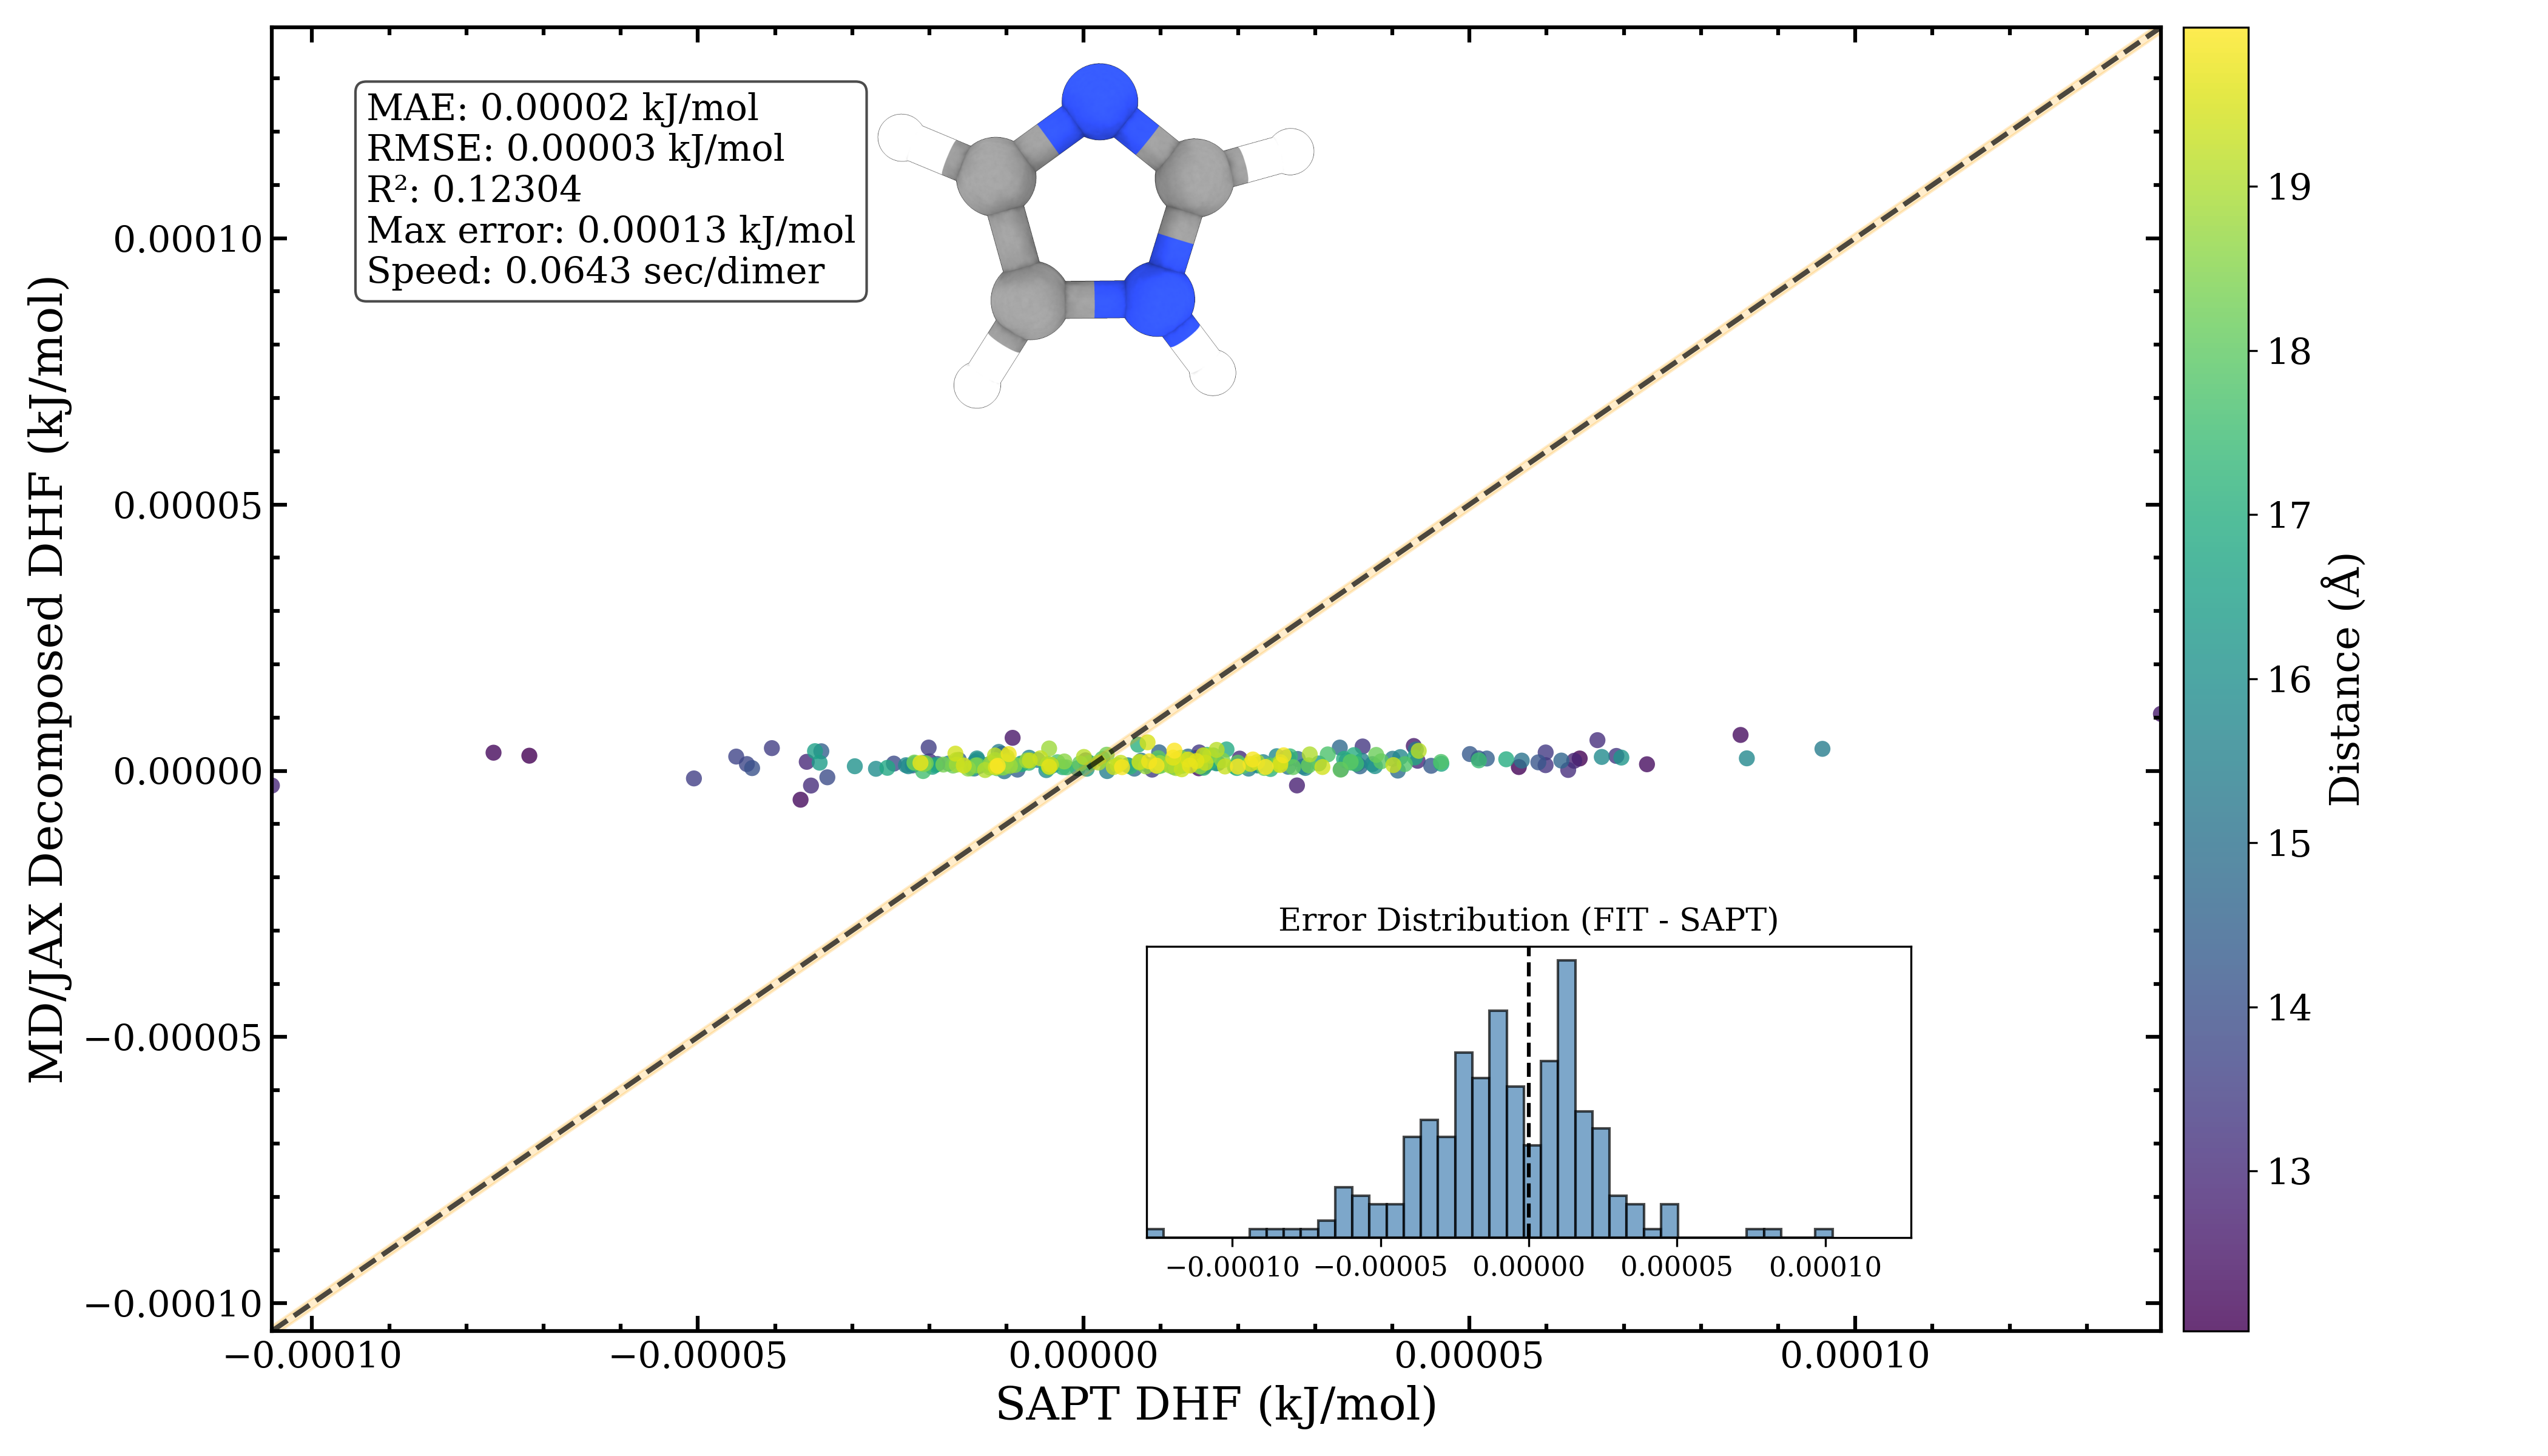 MAE: 0.00002 kJ/mol
RMSE: 0.00003 kJ/mol
R²: 0.12304
Max error: 0.00013 kJ/mol
Speed: 0.0643 sec/dimer
MD/JAX Decomposed DHF (kJ/mol)
0.00010
0.00005
0.00000
−0.00005
−0.00010
−0.00010
−0.00005
0.00000
0.00005
0.00010
SAPT DHF (kJ/mol)
Error Distribution (FIT - SAPT)
−0.00010
−0.00005
0.00000
0.00005
0.00010
19
18
17
16
15
14
13
Distance (Å)